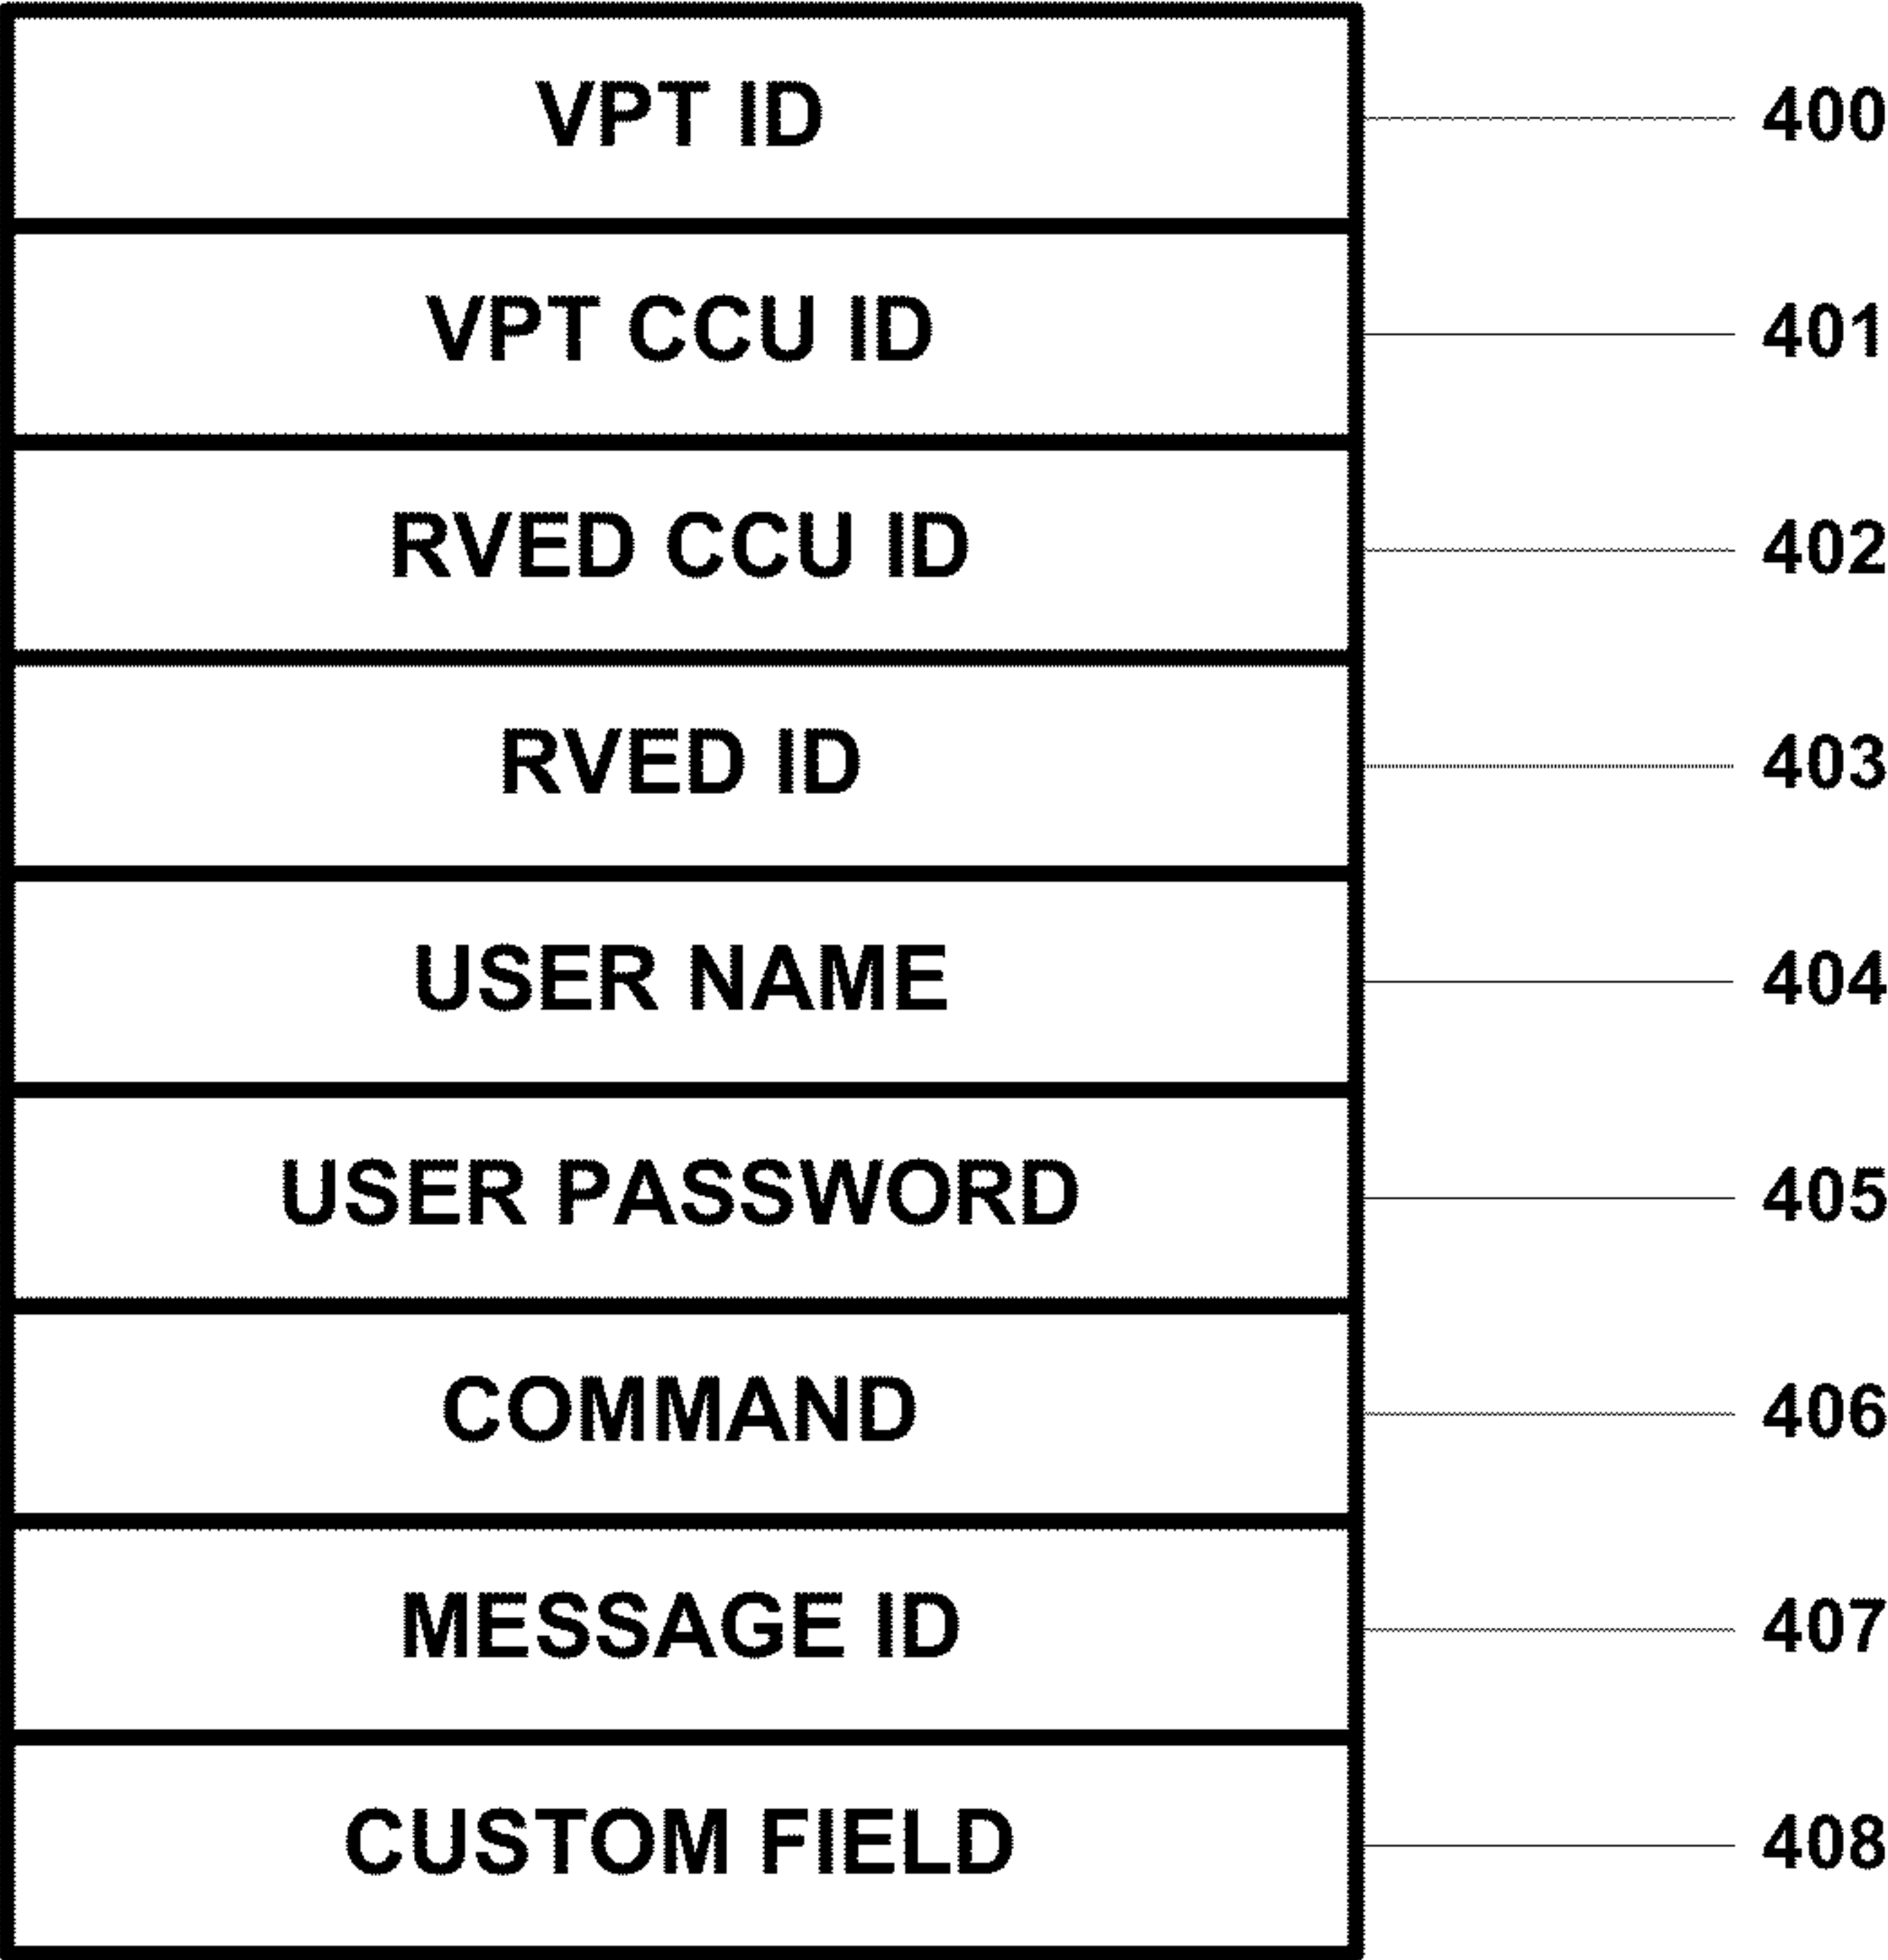 VPT ID 400
VPT CCU ID 401
RVED CCU ID 402
RVED ID 403
USER NAME 404
USER PASSWORD 405
COMMAND 406
MESSAGE ID 407
CUSTOM FIELD 408